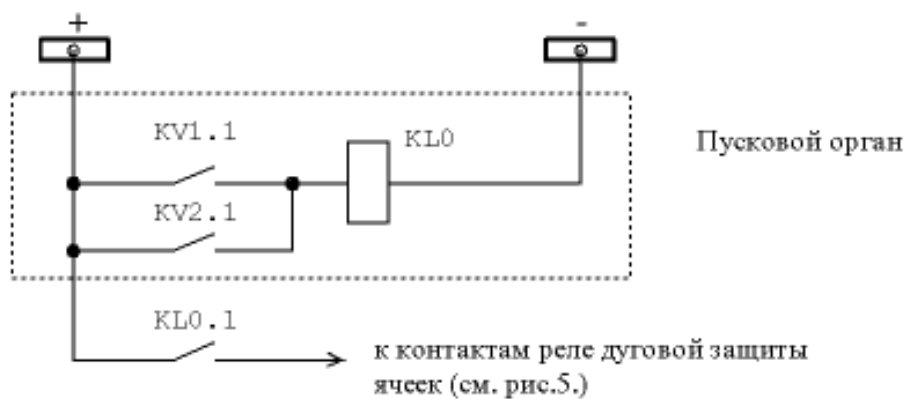 +
-
KV1.1
KL0
Пусковой орган
KV2.1
KL0.1
к контактам реле дуговой защиты
ячеек (см. рис.5.)